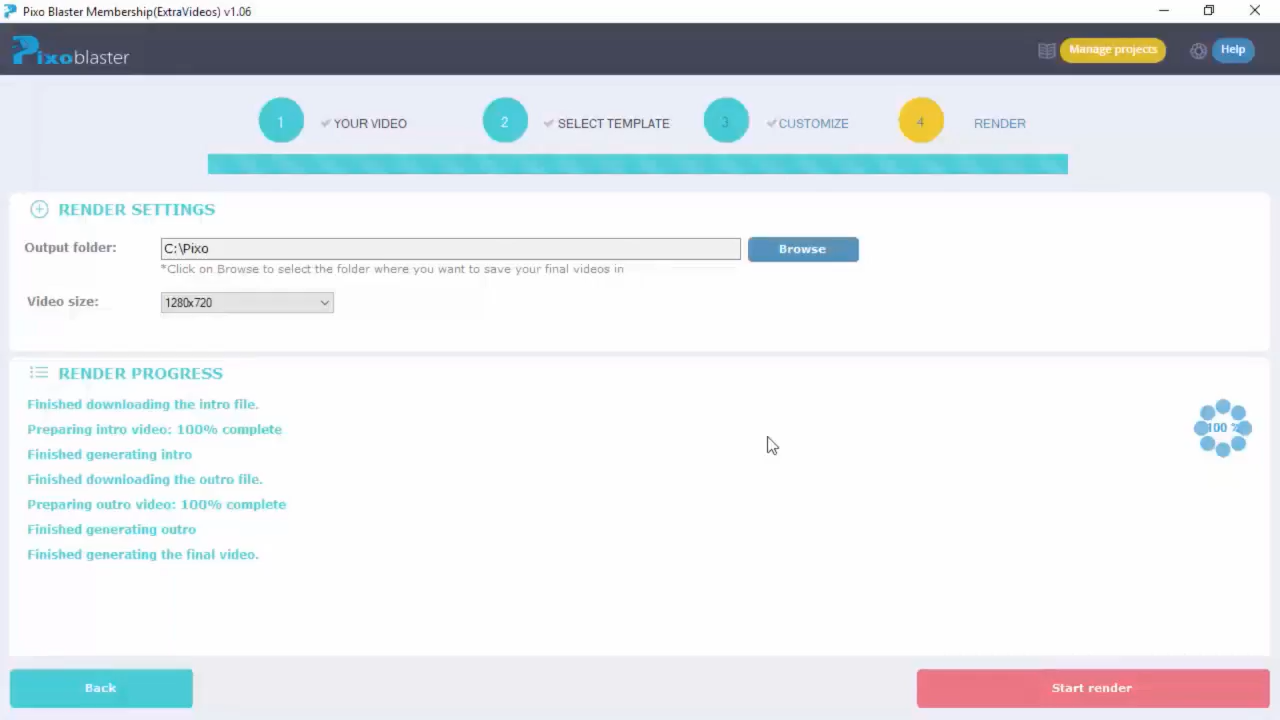 Pixo Blaster Membership(ExtraVideos) v1.06
Pixoblaster
Manage projects
Help
1 YOUR VIDEO
2 SELECT TEMPLATE
3 CUSTOMIZE
4 RENDER
RENDER SETTINGS
Output folder: C:\Pixo Browse
*Click on Browse to select the folder where you want to save your final videos in
Video size: 1280x720
RENDER PROGRESS
Finished downloading the intro file.
Preparing intro video: 100% complete
100 %
Finished generating intro
Finished downloading the outro file.
Preparing outro video: 100% complete
Finished generating outro
Finished generating the final video.
Back
Start render